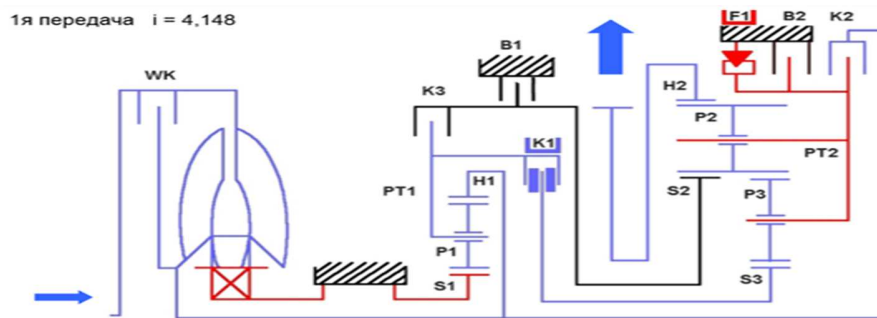 1я передача i = 4,148
F1 B2 K2
B1
WK
K3 H2
P2
K1
PT2
PT1 H1 S2 P3
P1
S1 S3